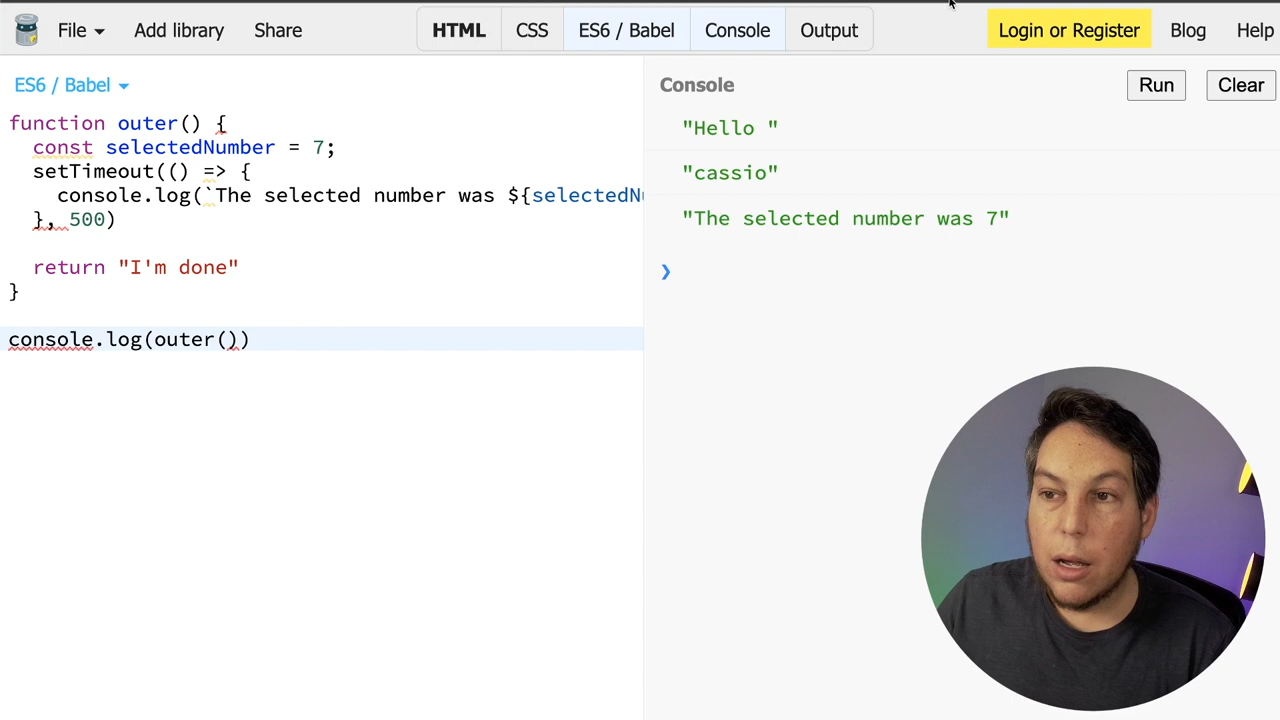 File Add library Share HTML CSS ES6 / Babel Console Output Login or Register Blog Help
ES6 / Babel
function outer() {
const selectedNumber = 7;
setTimeout(() => {
console.log(`The selected number was ${selectedNu
}, 500)
return "I'm done"
}
console.log(outer())
Console Run Clear
"Hello "
"cassio"
"The selected number was 7"
❯